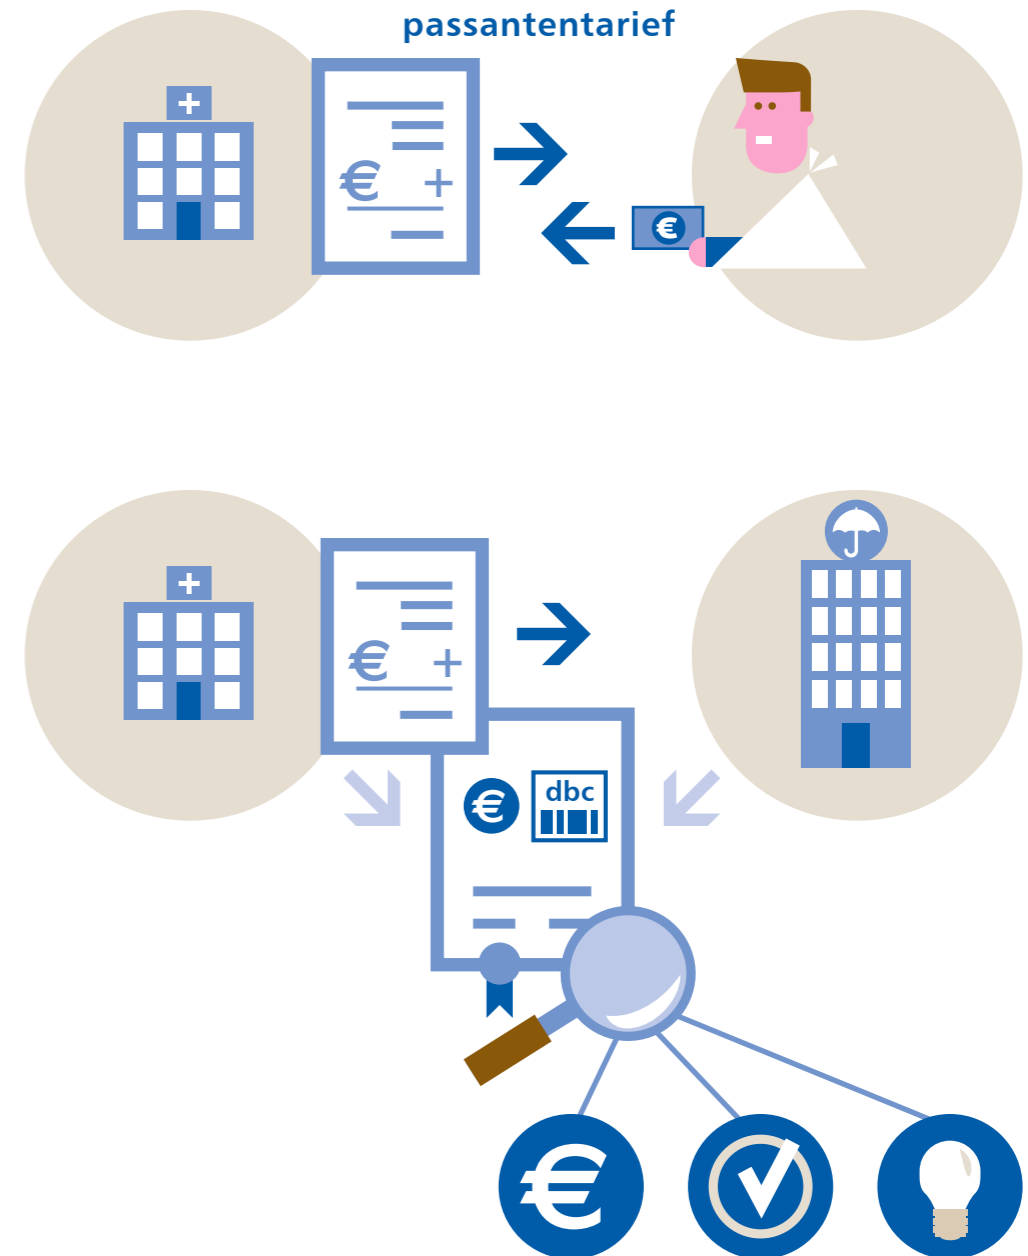 passantentarief
€ +
€
€ +
€ dbc
€